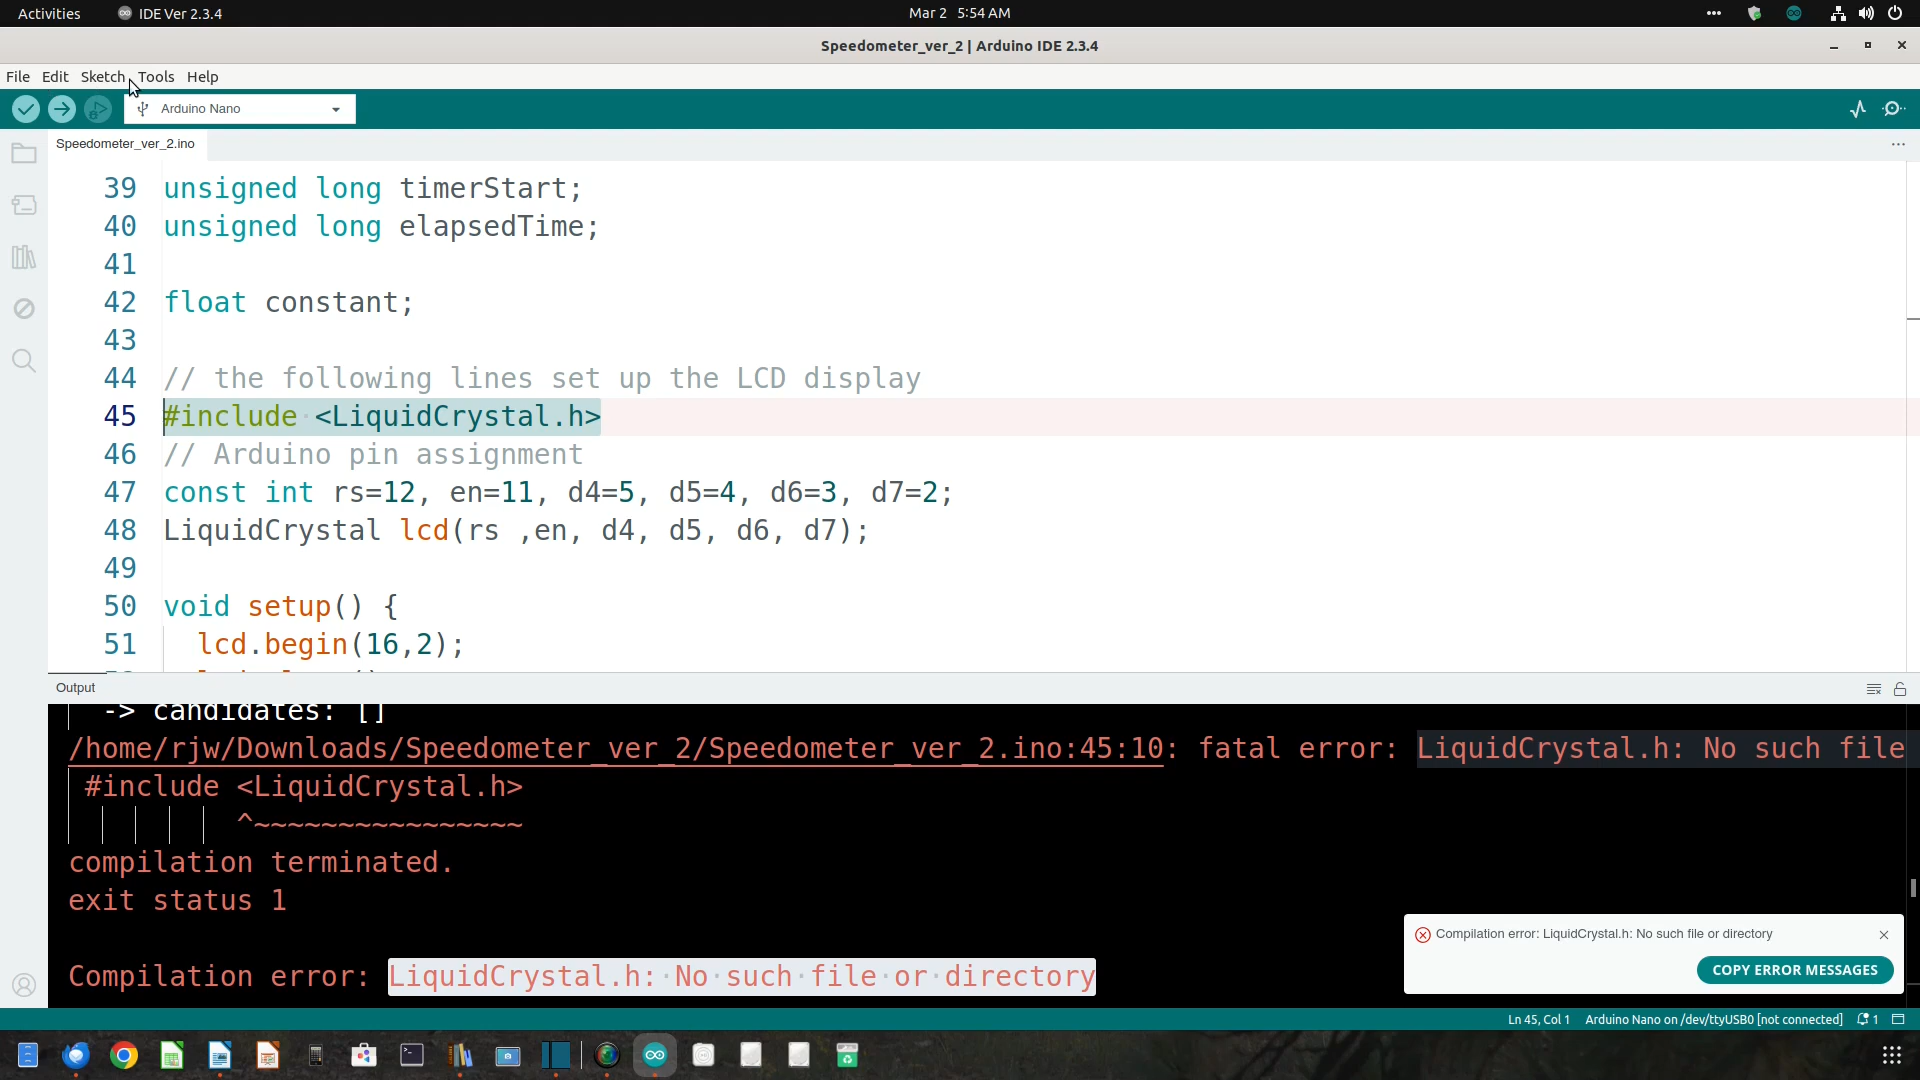 Activities IDE Ver 2.3.4 Mar 2 5:54 AM
Speedometer_ver_2 | Arduino IDE 2.3.4
File Edit Sketch Tools Help
Arduino Nano
Speedometer_ver_2.ino
39 unsigned long timerStart;
40 unsigned long elapsedTime;
41
42 float constant;
43
44 // the following lines set up the LCD display
45 #include <LiquidCrystal.h>
46 // Arduino pin assignment
47 const int rs=12, en=11, d4=5, d5=4, d6=3, d7=2;
48 LiquidCrystal lcd(rs ,en, d4, d5, d6, d7);
49
50 void setup() {
51 lcd.begin(16,2);
Output
-> candidates: []
/home/rjw/Downloads/Speedometer_ver_2/Speedometer_ver_2.ino:45:10: fatal error: LiquidCrystal.h: No such file
#include <LiquidCrystal.h>
^~~~~~~~~~~~~~~~~
compilation terminated.
exit status 1
Compilation error: LiquidCrystal.h: No such file or directory
Compilation error: LiquidCrystal.h: No such file or directory
COPY ERROR MESSAGES
Ln 45, Col 1 Arduino Nano on /dev/ttyUSB0 [not connected] 1